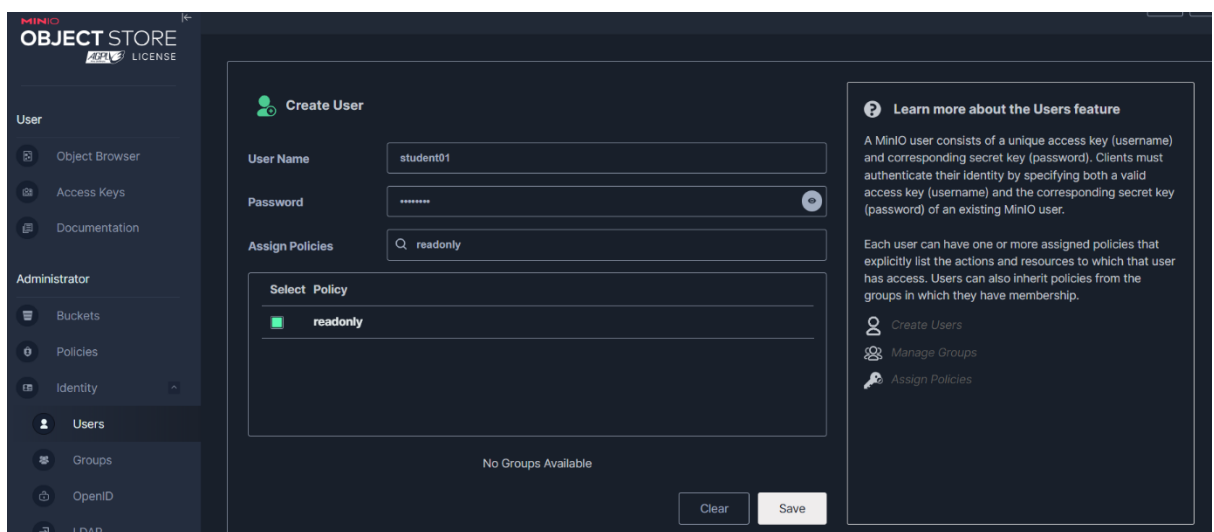 MINIO
OBJECT STORE
AGPLV3 LICENSE
User
Object Browser
Access Keys
Documentation
Administrator
Buckets
Policies
Identity
Users
Groups
OpenID
LDAP
Create User
User Name
student01
Password
••••••••
Assign Policies
readonly
Select Policy
readonly
No Groups Available
Clear
Save
Learn more about the Users feature
A MinIO user consists of a unique access key (username)
and corresponding secret key (password). Clients must
authenticate their identity by specifying both a valid
access key (username) and the corresponding secret key
(password) of an existing MinIO user.
Each user can have one or more assigned policies that
explicitly list the actions and resources to which that user
has access. Users can also inherit policies from the
groups in which they have membership.
Create Users
Manage Groups
Assign Policies